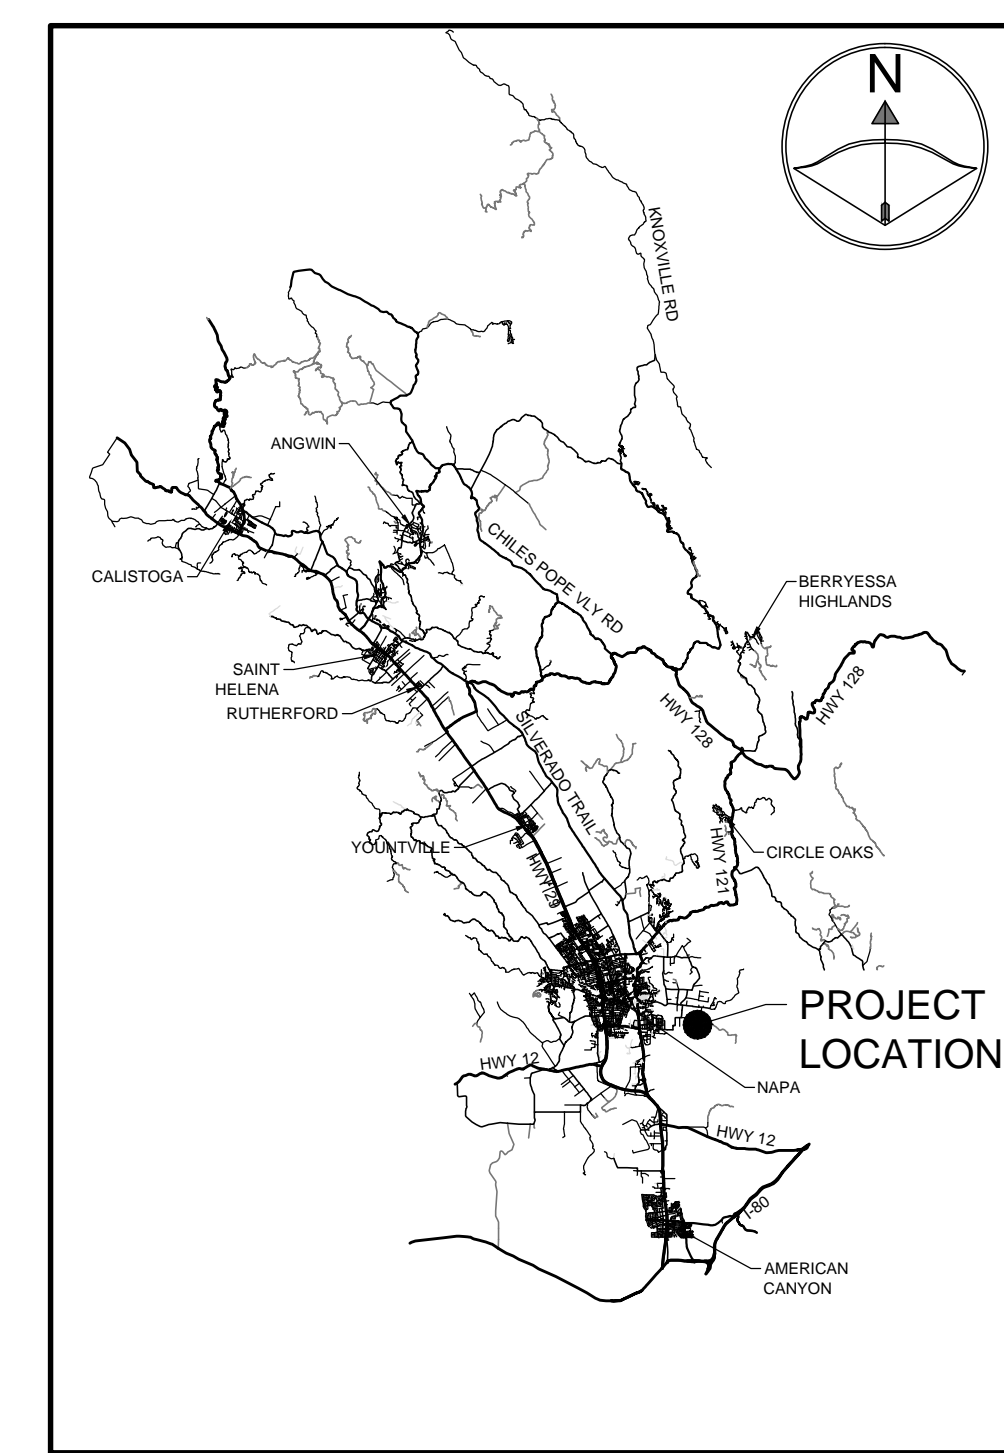 N
KNOXVILLE RD
ANGWIN
CHILES POPE VLY RD
CALISTOGA
BERRYESSA
HIGHLANDS
SAINT
HELENA
RUTHERFORD
HWY 128
HWY 128
SILVERADO TRAIL
YOUNTVILLE
HWY 29
CIRCLE OAKS
HWY 121
PROJECT
LOCATION
HWY 12
NAPA
HWY 12
I-80
AMERICAN
CANYON